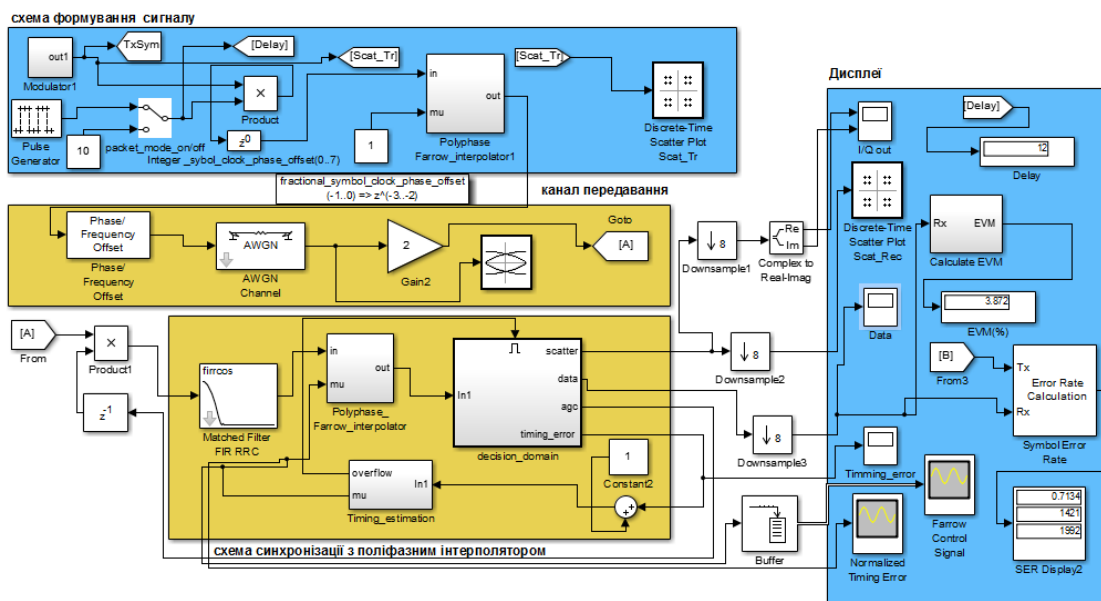 схема формування сигналу
out1
Modulator1
TxSym
[Delay]
[Scat_Tr]
Pulse
Generator
10
packet_mode_on/off
×
Product
z^0
Integer _sybol_clock_phase_offset(0..7)
1
in
mu
out
Polyphase
Farrow_interpolator1
[Scat_Tr]
Discrete-Time
Scatter Plot
Scat_Tr
fractional_symbol_clock_phase_offset
(-1..0) => z^(-3..-2)
канал передавання
Phase/
Frequency
Offset
Phase/
Frequency
Offset
AWGN
AWGN
Channel
2
Gain2
Goto
[A]
[A]
From
×
Product1
z^-1
firrcos
Matched Filter
FIR RRC
in
mu
out
Polyphase_
Farrow_interpolator
In1
scatter
data
agc
timing_error
decision_domain
overflow
mu
In1
Timing_estimation
1
Constant2
+
+
схема синхронізації з поліфазним інтерполятором
8
Downsample1
Re
Im
Complex to
Real-Imag
8
Downsample2
8
Downsample3
Buffer
Дисплеї
I/Q out
[Delay]
12
Delay
Discrete-Time
Scatter Plot
Scat_Rec
Rx
EVM
Calculate EVM
3.872
EVM(%)
Data
[B]
From3
Tx
Rx
Error Rate
Calculation
Symbol Error
Rate
Timming_error
Normalized
Timing Error
Farrow
Control
Signal
0.7134
1421
1992
SER Display2